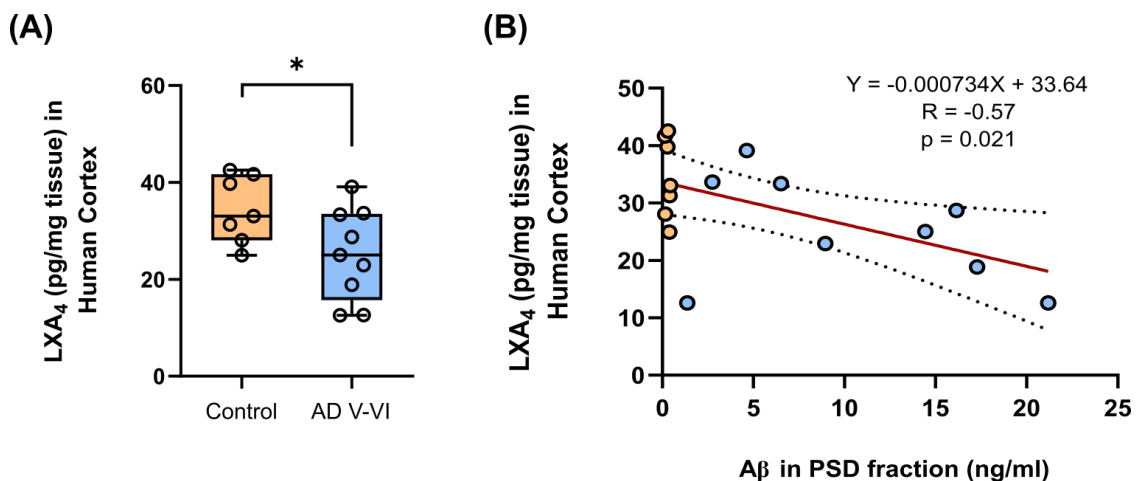 (A)
LXA₄ (pg/mg tissue) in
Human Cortex
60
40
20
0
*
Control
AD V-VI
(B)
LXA₄ (pg/mg tissue) in
Human Cortex
50
40
30
20
10
0
Y = -0.000734X + 33.64
R = -0.57
p = 0.021
0
5
10
15
20
25
Aβ in PSD fraction (ng/ml)